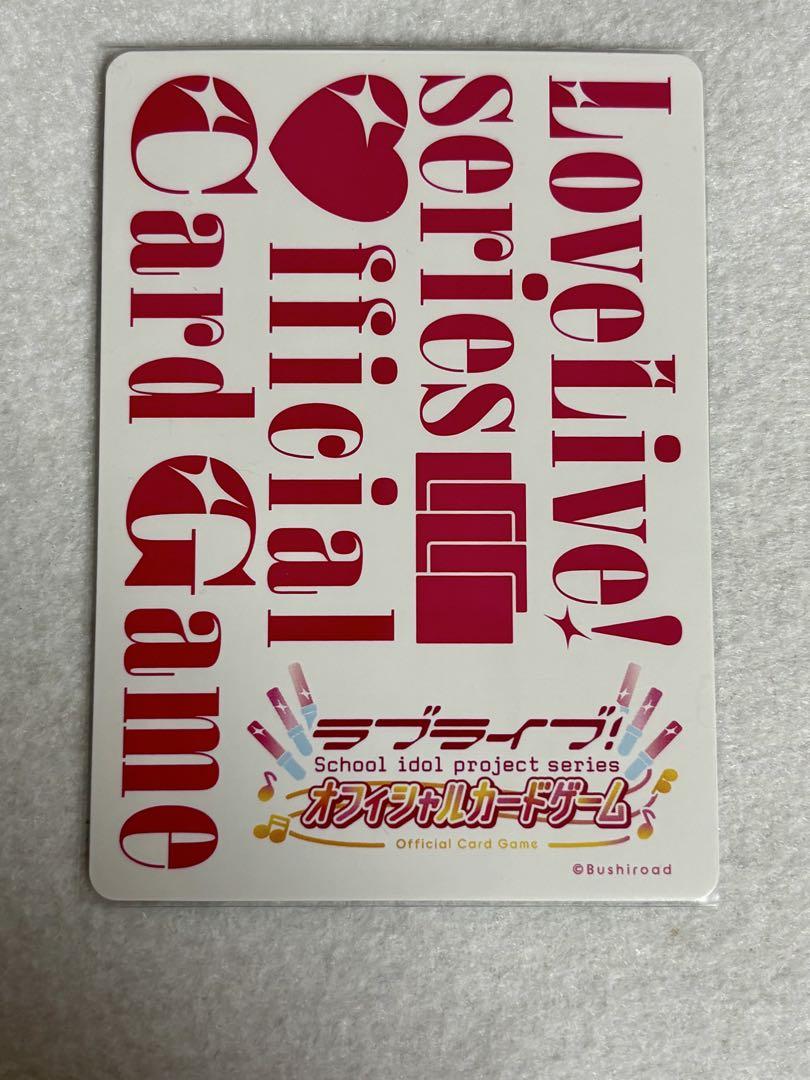 LoveLive!
series
Official
Card Game
ラブライブ!
School idol project series
オフィシャルカードゲーム
Official Card Game
©Bushiroad